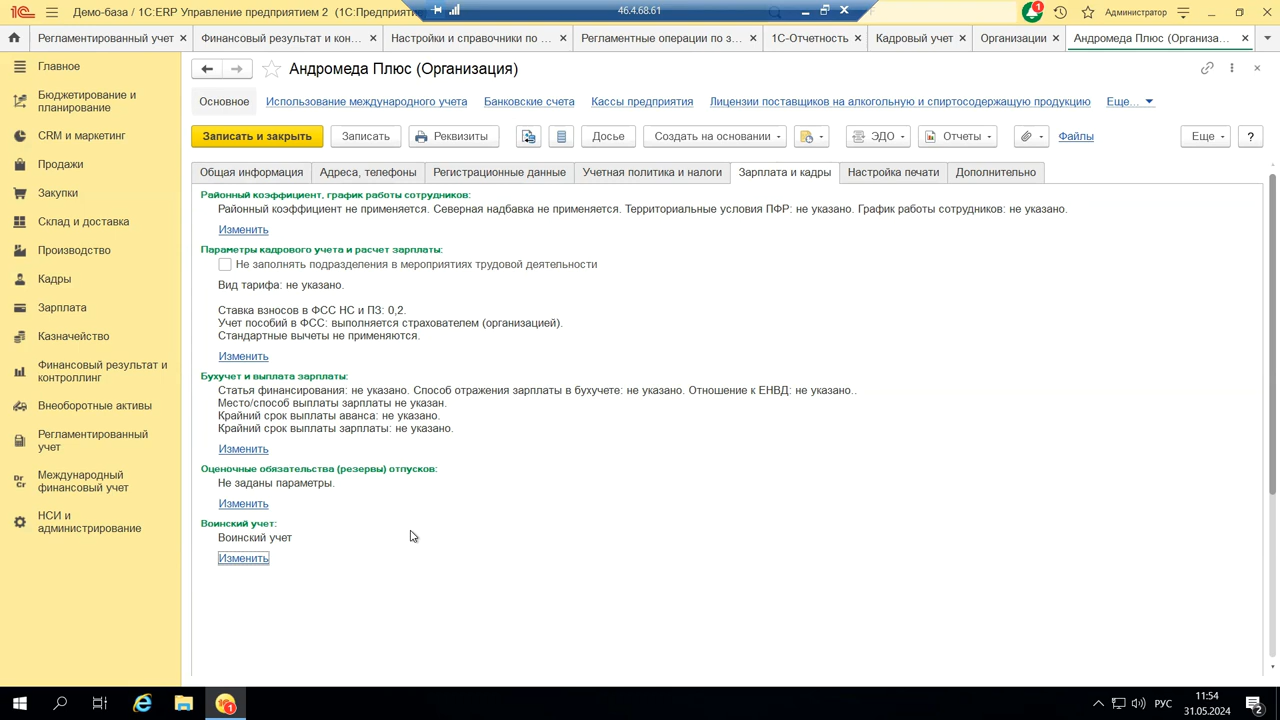 Демо-база / 1С:ERP Управление предприятием 2 (1С:Предприятие
46.4.68.61
1
Администратор
Регламентированный учет ×
Финансовый результат и кон... ×
Настройки и справочники по ... ×
Регламентные операции по з... ×
1С-Отчетность ×
Кадровый учет ×
Организации ×
Андромеда Плюс (Организа... ×
Главное
Бюджетирование и
планирование
CRM и маркетинг
Продажи
Закупки
Склад и доставка
Производство
Кадры
Зарплата
Казначейство
Финансовый результат и
контроллинг
Внеоборотные активы
Регламентированный
учет
Dr
Cr
Международный
финансовый учет
НСИ и
администрирование
Андромеда Плюс (Организация)
Основное
Использование международного учета
Банковские счета
Кассы предприятия
Лицензии поставщиков на алкогольную и спиртосодержащую продукцию
Еще...
Записать и закрыть
Записать
Реквизиты
Досье
Создать на основании
ЭДО
Отчеты
Файлы
Еще
?
Общая информация
Адреса, телефоны
Регистрационные данные
Учетная политика и налоги
Зарплата и кадры
Настройка печати
Дополнительно
Районный коэффициент, график работы сотрудников:
Районный коэффициент не применяется. Северная надбавка не применяется. Территориальные условия ПФР: не указано. График работы сотрудников: не указано.
Изменить
Параметры кадрового учета и расчет зарплаты:
Не заполнять подразделения в мероприятиях трудовой деятельности
Вид тарифа: не указано.
Ставка взносов в ФСС НС и ПЗ: 0,2.
Учет пособий в ФСС: выполняется страхователем (организацией).
Стандартные вычеты не применяются.
Изменить
Бухучет и выплата зарплаты:
Статья финансирования: не указано. Способ отражения зарплаты в бухучете: не указано. Отношение к ЕНВД: не указано..
Место/способ выплаты зарплаты не указан.
Крайний срок выплаты аванса: не указано.
Крайний срок выплаты зарплаты: не указано.
Изменить
Оценочные обязательства (резервы) отпусков:
Не заданы параметры.
Изменить
Воинский учет:
Воинский учет
Изменить
1
РУС
11:54
31.05.2024
2